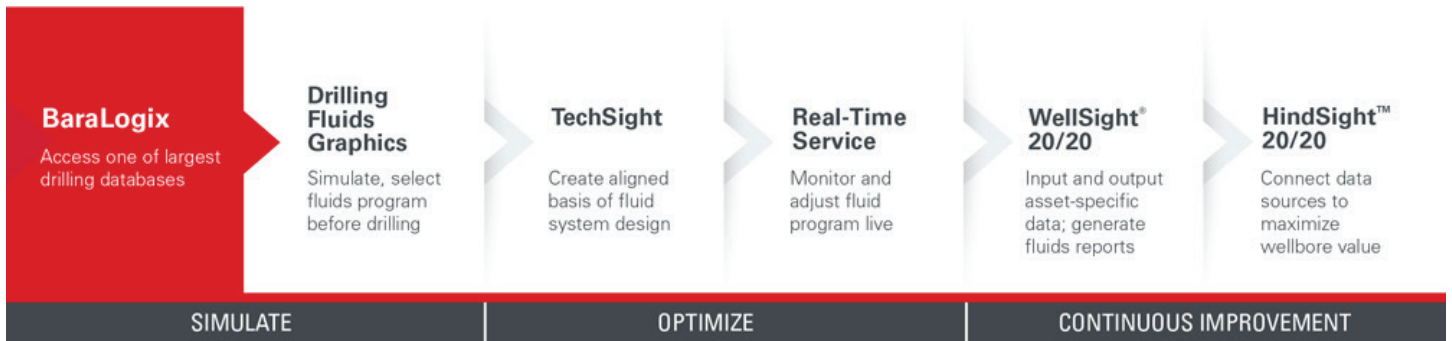 BaraLogix
Access one of largest
drilling databases
Drilling
Fluids
Graphics
Simulate, select
fluids program
before drilling
TechSight
Create aligned
basis of fluid
system design
Real-Time
Service
Monitor and
adjust fluid
program live
WellSight®
20/20
Input and output
asset-specific
data; generate
fluids reports
HindSight™
20/20
Connect data
sources to
maximize
wellbore value
SIMULATE
OPTIMIZE
CONTINUOUS IMPROVEMENT